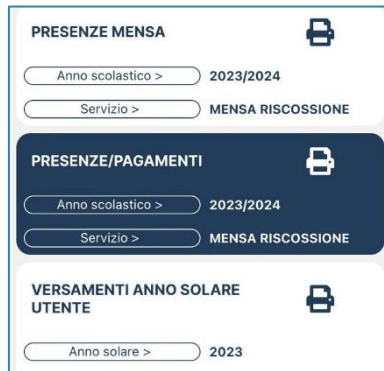 PRESENZE MENSA
Anno scolastico > 2023/2024
Servizio > MENSA RISCOSSIONE
PRESENZE/PAGAMENTI
Anno scolastico > 2023/2024
Servizio > MENSA RISCOSSIONE
VERSAMENTI ANNO SOLARE
UTENTE
Anno solare > 2023